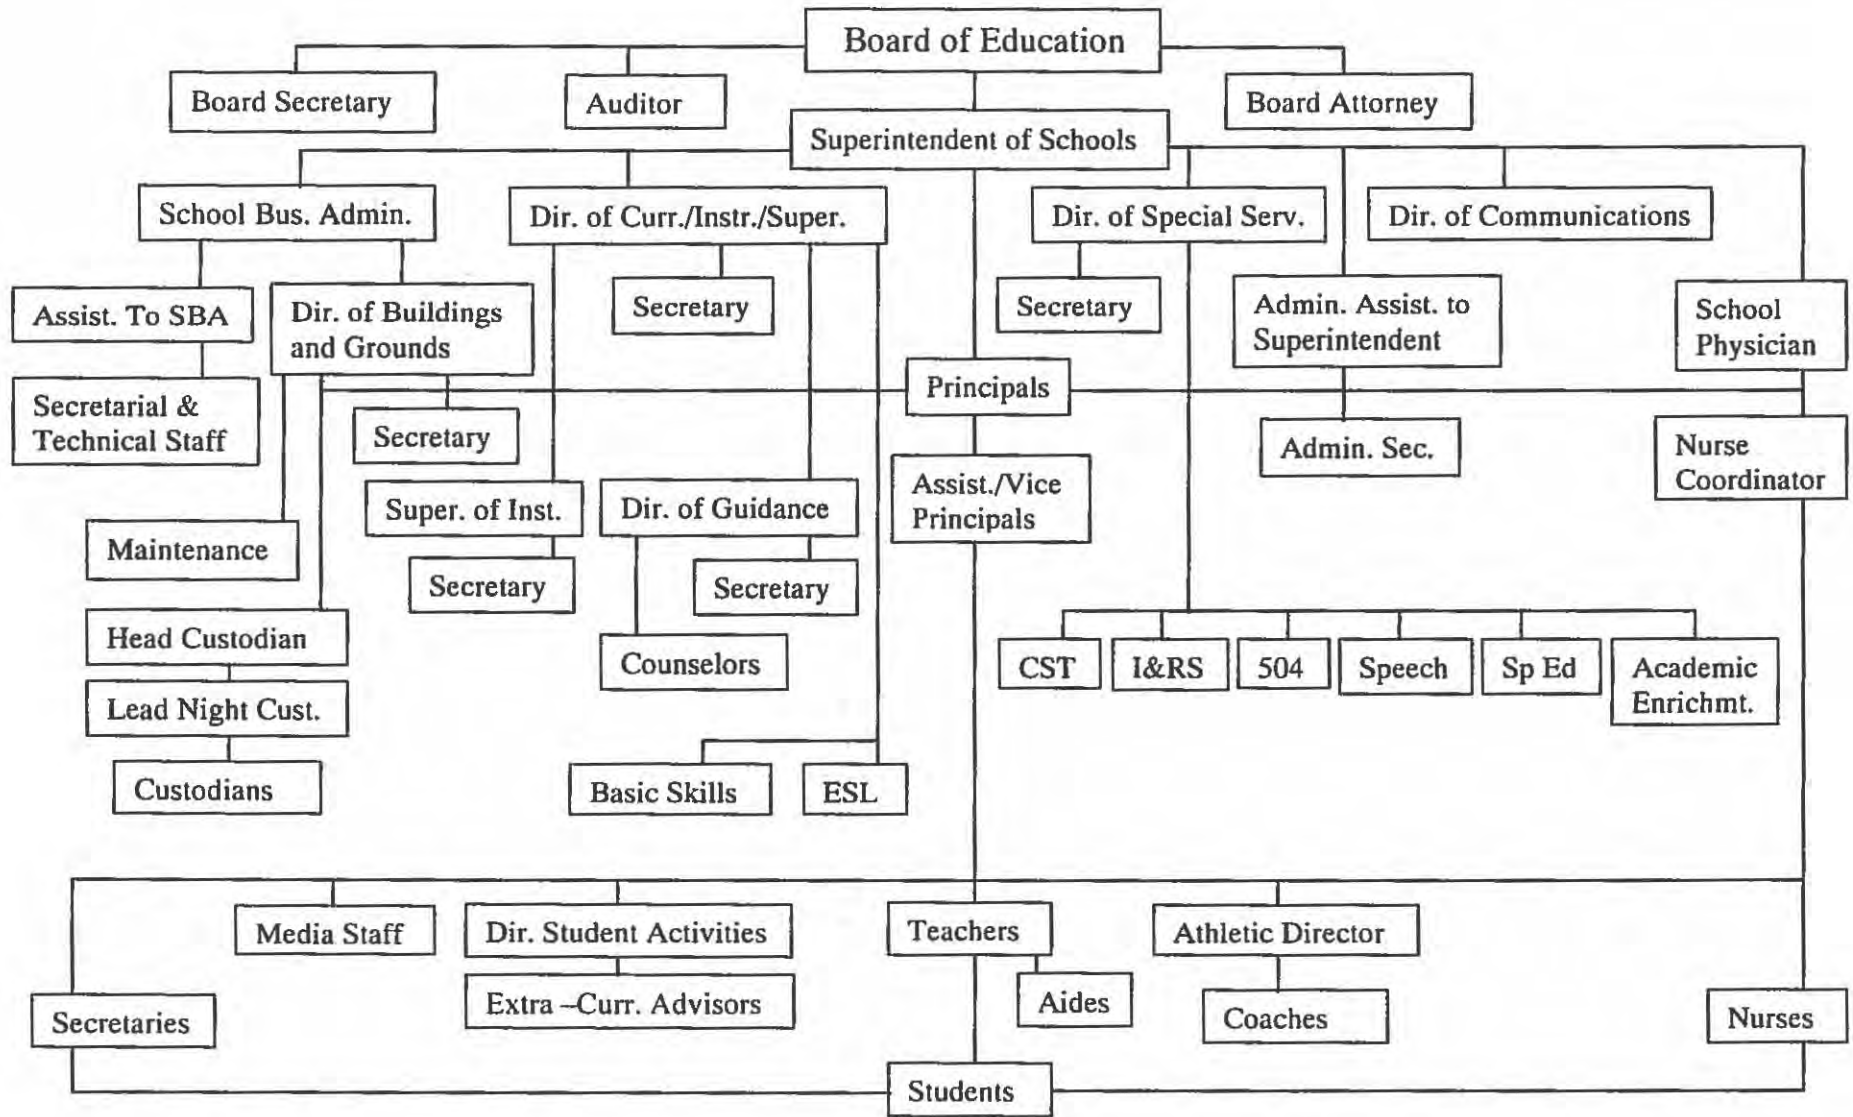 Board of Education
Board Secretary
Auditor
Board Attorney
Superintendent of Schools
School Bus. Admin.
Dir. of Curr./Instr./Super.
Dir. of Special Serv.
Dir. of Communications
Assist. To SBA
Dir. of Buildings
and Grounds
Secretary
Secretary
Admin. Assist. to
Superintendent
School
Physician
Secretarial &
Technical Staff
Secretary
Principals
Admin. Sec.
Nurse
Coordinator
Maintenance
Super. of Inst.
Dir. of Guidance
Assist./Vice
Principals
Secretary
Secretary
Head Custodian
Counselors
CST
I&RS
504
Speech
Sp Ed
Academic
Enrichmt.
Lead Night Cust.
Custodians
Basic Skills
ESL
Media Staff
Dir. Student Activities
Teachers
Athletic Director
Secretaries
Extra –Curr. Advisors
Aides
Coaches
Nurses
Students